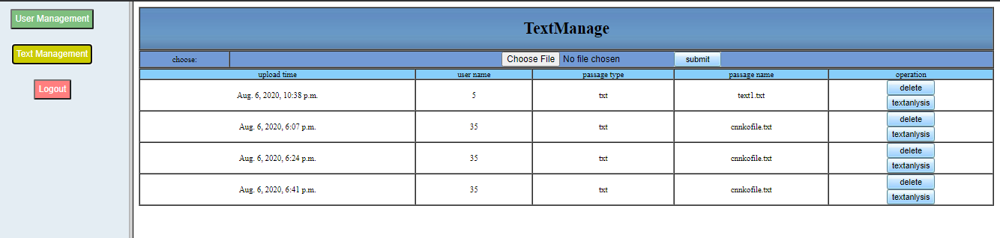 User Management
Text Management
Logout
TextManage
choose: Choose File No file chosen submit
upload time user name passage type passage name operation
Aug. 6, 2020, 10:38 p.m. 5 txt text1.txt delete
textanlysis
Aug. 6, 2020, 6:07 p.m. 35 txt cnnkofile.txt delete
textanlysis
Aug. 6, 2020, 6:24 p.m. 35 txt cnnkofile.txt delete
textanlysis
Aug. 6, 2020, 6:41 p.m. 35 txt cnnkofile.txt delete
textanlysis